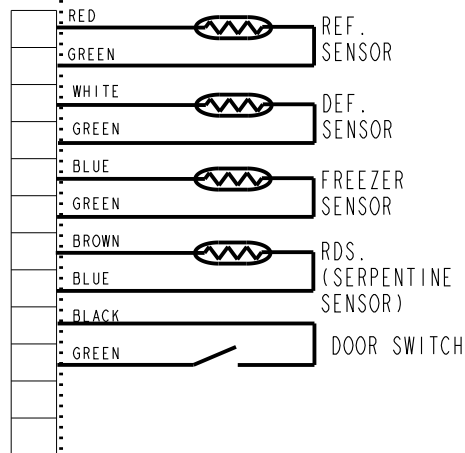 RED
REF.
SENSOR
GREEN
WHITE
DEF.
SENSOR
GREEN
BLUE
FREEZER
SENSOR
GREEN
BROWN
RDS.
(SERPENTINE
SENSOR)
BLUE
BLACK
DOOR SWITCH
GREEN